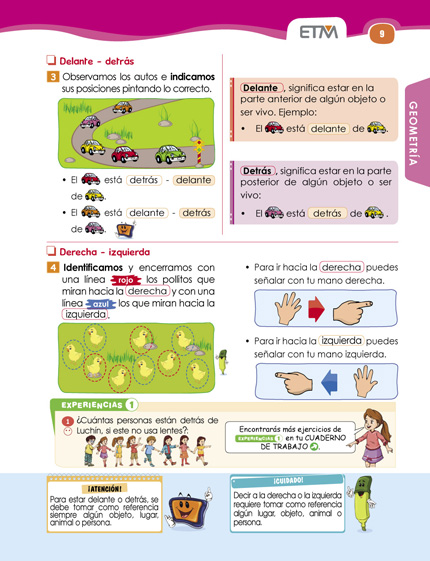 ETM
9
GEOMETRÍA
Delante - detrás
3 Observamos los autos e indicamos
sus posiciones pintando lo correcto.
• El está detrás - delante
de .
• El está delante - detrás
de .
Delante , significa estar en la
parte anterior de algún objeto o
ser vivo. Ejemplo:
• El está delante de .
Detrás , significa estar en la parte
posterior de algún objeto o ser
vivo:
• El está detrás de .
Derecha - izquierda
4 Identificamos y encerramos con
una línea rojo los pollitos que
miran hacia la derecha y con una
línea azul los que miran hacia la
izquierda.
• Para ir hacia la derecha puedes
señalar con tu mano derecha.
• Para ir hacia la izquierda puedes
señalar con tu mano izquierda.
EXPERIENCIAS 1
1 ¿Cuántas personas están detrás de
Luchín, si este no usa lentes?.
Encontrarás más ejercicios de
EXPERIENCIAS 1 en tu CUADERNO
DE TRABAJO
¡ATENCIÓN!
Para estar delante o detrás, se
debe tomar como referencia
siempre algún objeto, lugar,
animal o persona.
¡CUIDADO!
Decir a la derecha o la izquierda
requiere tomar como referencia
algún lugar, objeto, animal o
persona.